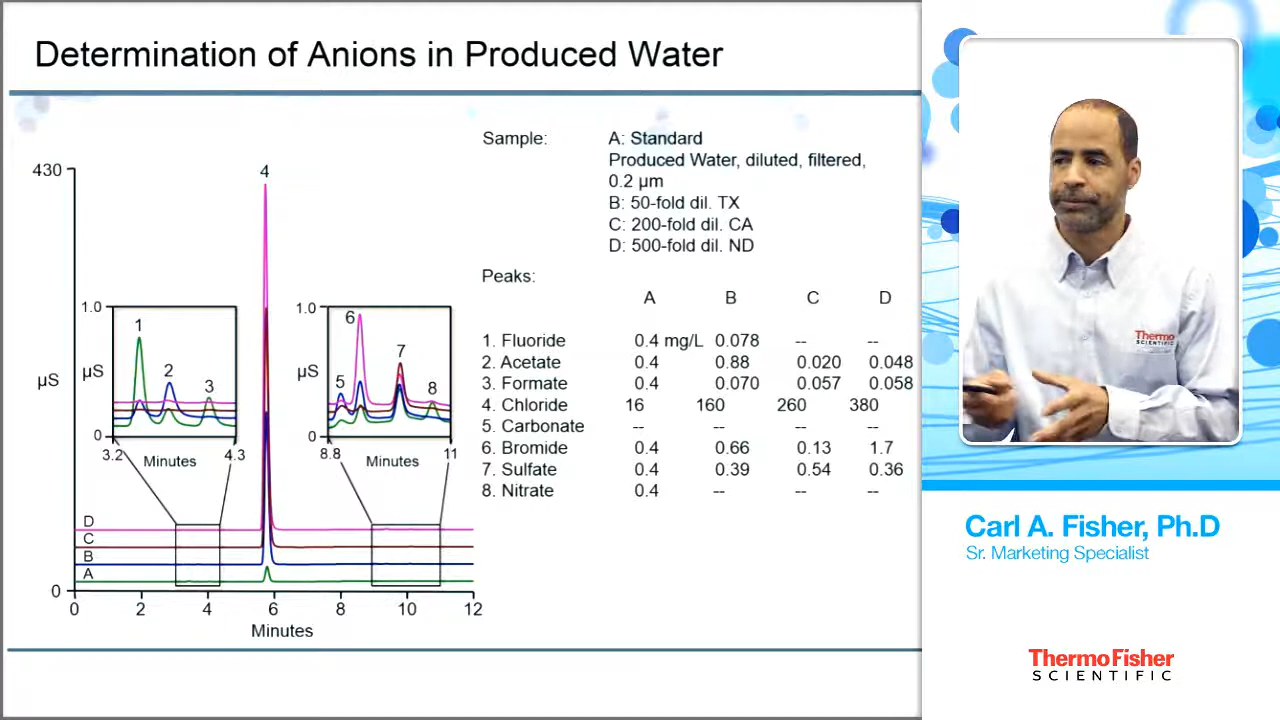 Determination of Anions in Produced Water
Sample:
A: Standard
Produced Water, diluted, filtered,
0.2 µm
B: 50-fold dil. TX
C: 200-fold dil. CA
D: 500-fold dil. ND
Peaks:
A B C D
1. Fluoride 0.4 mg/L 0.078 -- --
2. Acetate 0.4 0.88 0.020 0.048
3. Formate 0.4 0.070 0.057 0.058
4. Chloride 16 160 260 380
5. Carbonate -- -- -- --
6. Bromide 0.4 0.66 0.13 1.7
7. Sulfate 0.4 0.39 0.54 0.36
8. Nitrate 0.4 -- -- --
430
4
µS
0
1.0
µS
0
1
2
3
3.2 4.3
Minutes
1.0
µS
0
5
6
7
8
8.8 11
Minutes
D
C
B
A
0 2 4 6 8 10 12
Minutes
Thermo
SCIENTIFIC
Carl A. Fisher, Ph.D
Sr. Marketing Specialist
ThermoFisher
SCIENTIFIC